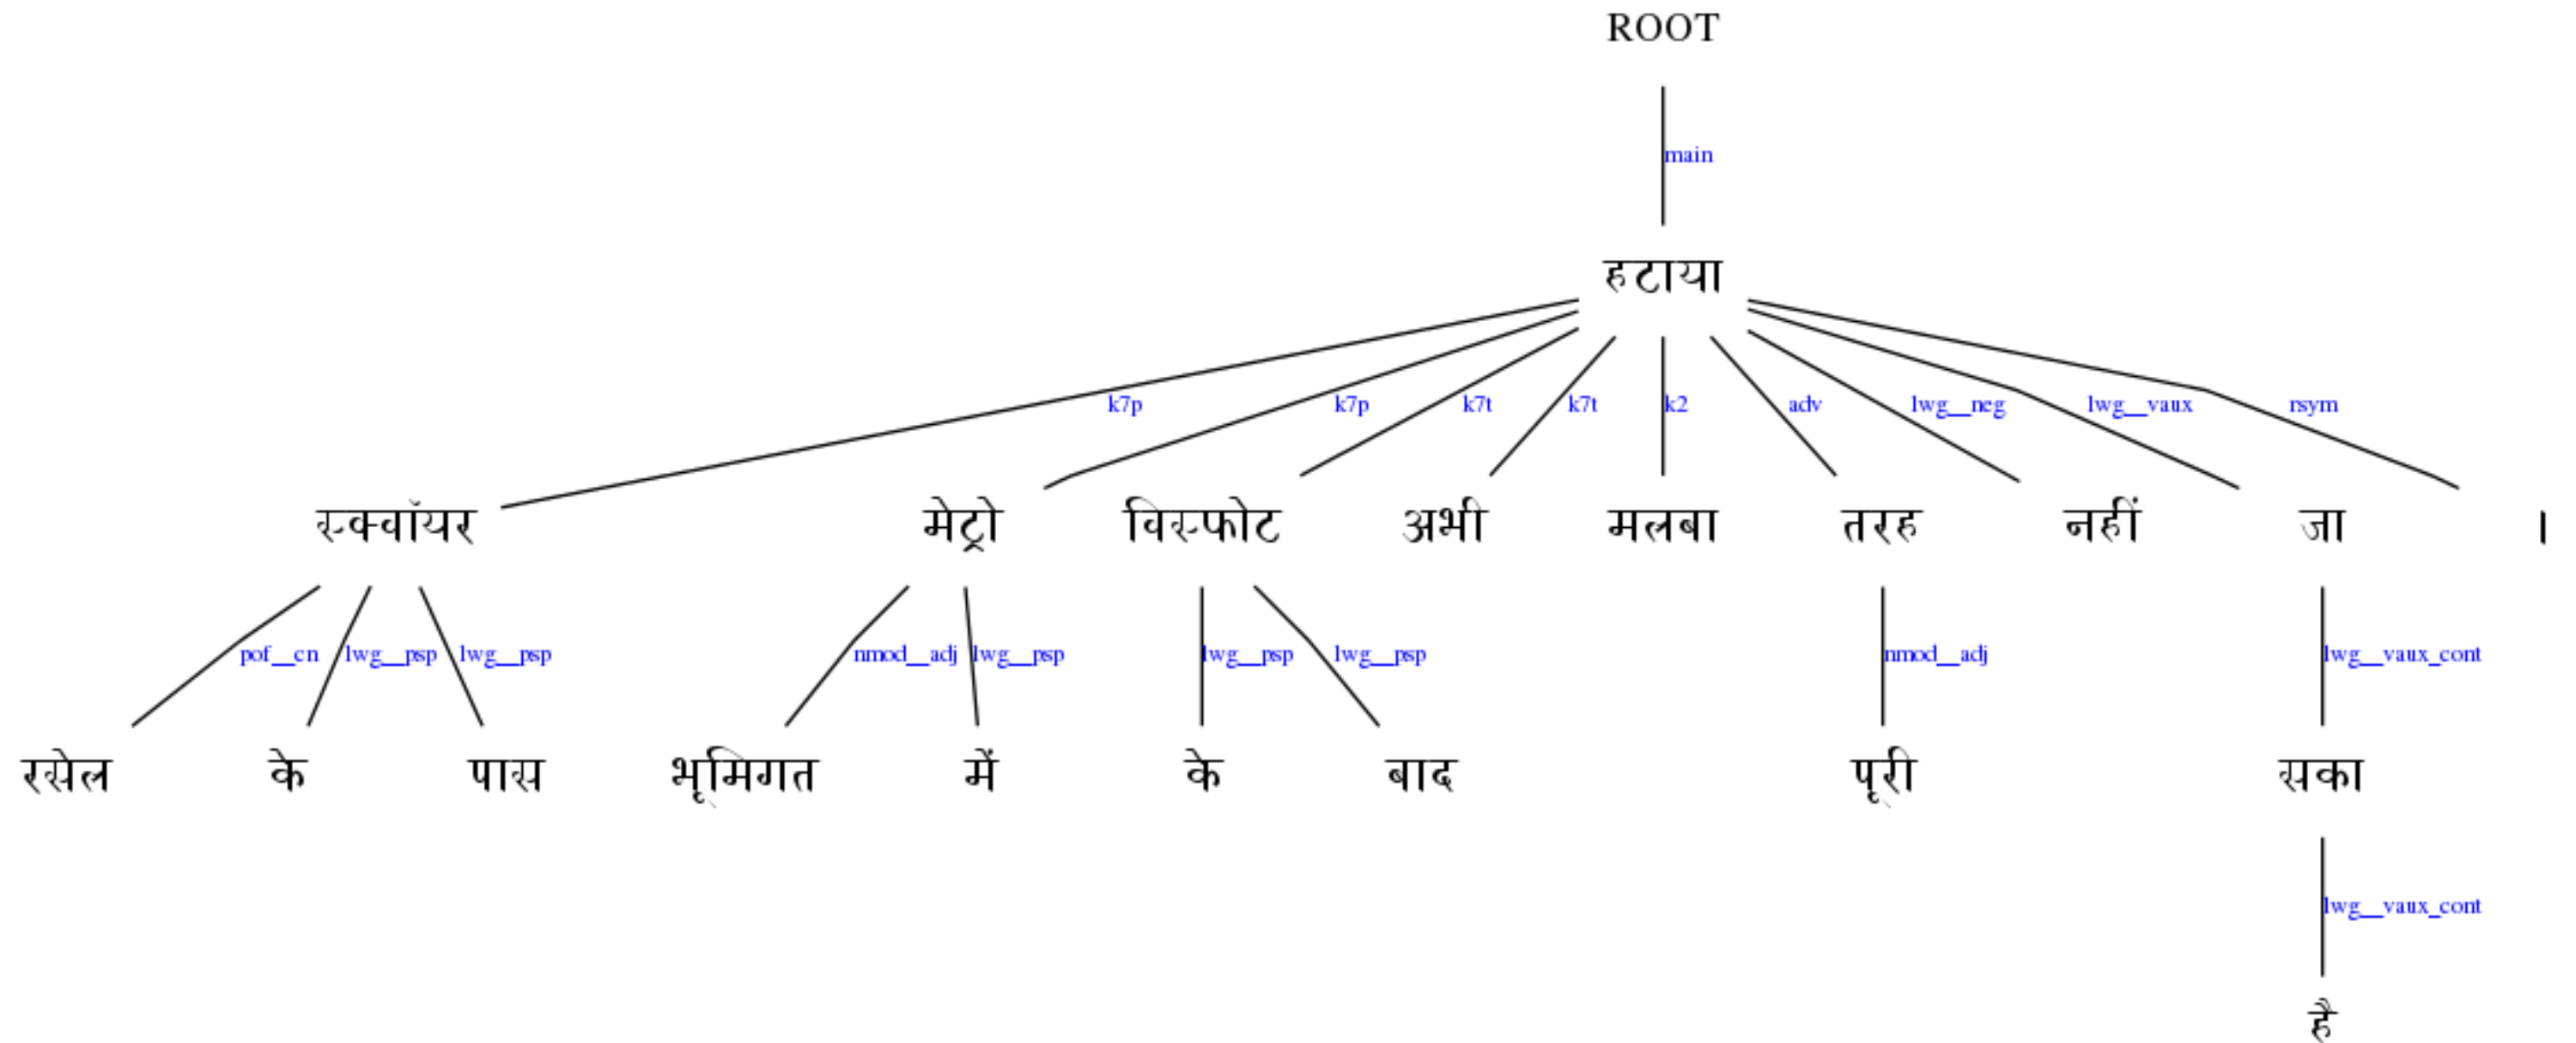 ROOT
main
हटाया
k7p k7p k7t k7t k2 adv lwg__neg lwg__vaux rsym
स्क्वॉयर मेट्रो विस्फोट अभी मलबा तरह नहीं जा ।
pof__cn lwg__psp lwg__psp nmod__adj lwg__psp lwg__psp lwg__psp nmod__adj lwg__vaux_cont
रसेल के पास भूमिगत में के बाद पूरी सका
lwg__vaux_cont
है